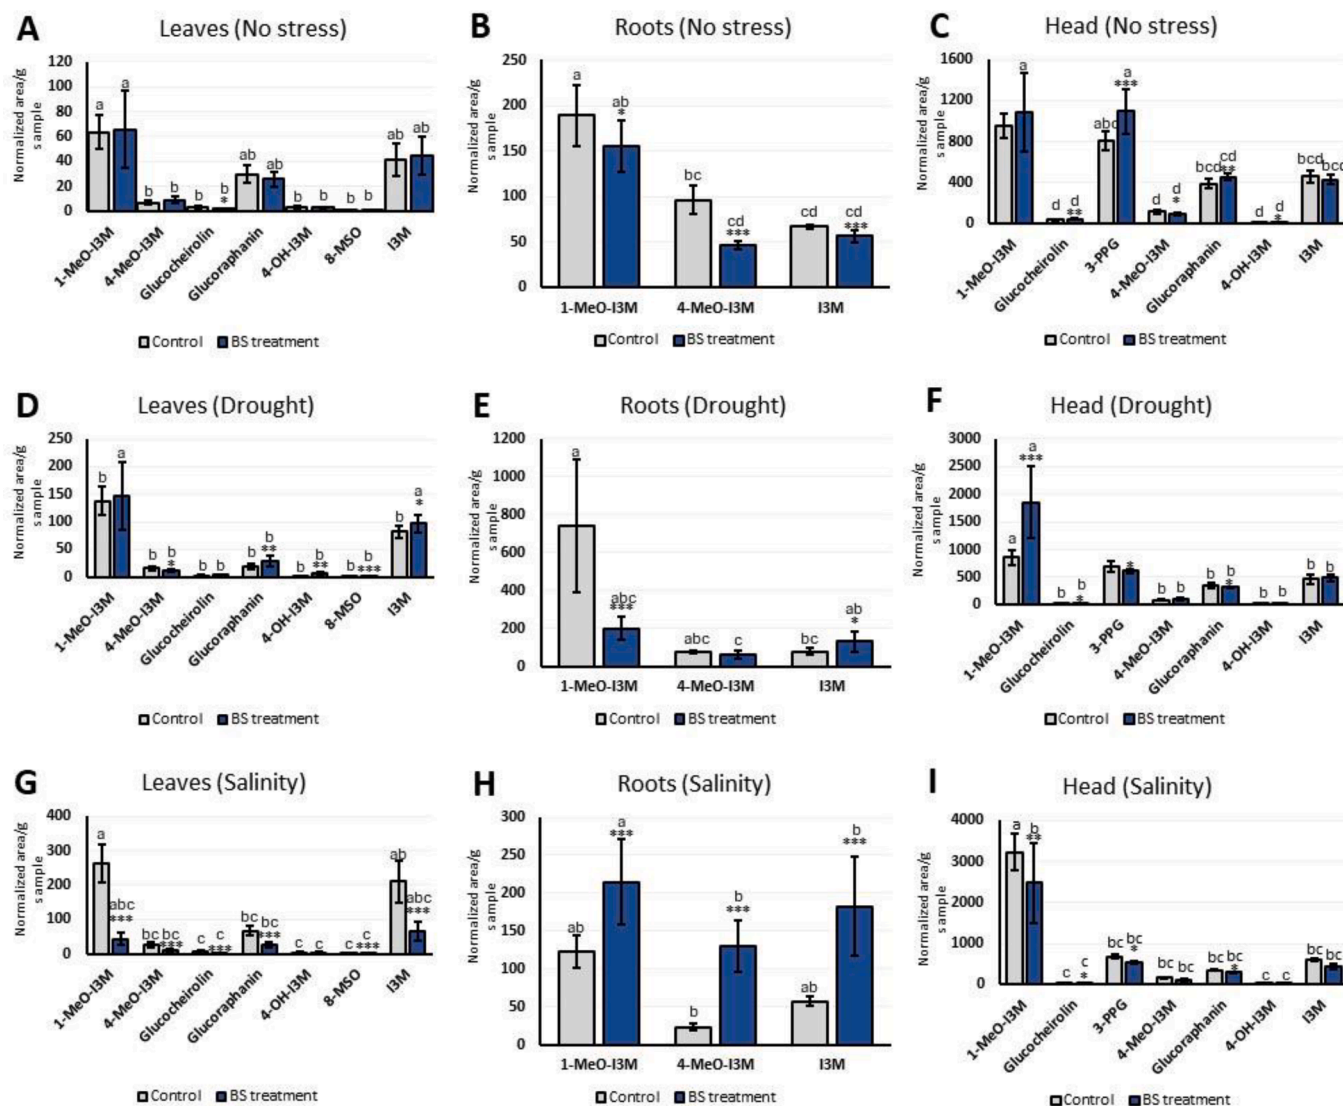 A
Leaves (No stress)
Normalized area/g
s ample
120
100
80
60
40
20
0
a a b b b b * ab ab b b b b ab ab
1-MeO-I3M 4-MeO-I3M Glucocheirolin Glucoraphanin 4-OH-I3M 8-MSO I3M
Control BS treatment
B
Roots (No stress)
Normalized area/g
s ample
250
200
150
100
50
0
a ab * bc cd *** cd cd ***
1-MeO-I3M 4-MeO-I3M I3M
Control BS treatment
C
Head (No stress)
Normalized area/g
s ample
1600
1200
800
400
0
a d d ** abc a *** d d * bcd cd ** d d * bcd bcd
1-MeO-I3M Glucocheirolin 3-PPG 4-MeO-I3M Glucoraphanin 4-OH-I3M I3M
Control BS treatment
D
Leaves (Drought)
Normalized area/g
s ample
250
200
150
100
50
0
b a b b * b b b b ** b b ** b b *** b a *
1-MeO-I3M 4-MeO-I3M Glucocheirolin Glucoraphanin 4-OH-I3M 8-MSO I3M
Control BS treatment
E
Roots (Drought)
Normalized area/g
s ample
1200
1000
800
600
400
200
0
a abc *** abc c bc ab *
1-MeO-I3M 4-MeO-I3M I3M
Control BS treatment
F
Head (Drought)
Normalized area/g
s ample
3000
2500
2000
1500
1000
500
0
a a *** b b * * b b b b * b b b b
1-MeO-I3M Glucocheirolin 3-PPG 4-MeO-I3M Glucoraphanin 4-OH-I3M I3M
Control BS treatment
G
Leaves (Salinity)
Normalized area/g
s ample
400
300
200
100
0
a abc *** bc bc *** c c *** bc bc *** c c c c *** ab abc ***
1-MeO-I3M 4-MeO-I3M Glucocheirolin Glucoraphanin 4-OH-I3M 8-MSO I3M
Control BS treatment
H
Roots (Salinity)
Normalized area/g
s ample
300
250
200
150
100
50
0
ab a *** b b *** ab b ***
1-MeO-I3M 4-MeO-I3M I3M
Control BS treatment
I
Head (Salinity)
Normalized area/g
s ample
4000
3000
2000
1000
0
a b ** c c * bc bc * bc bc bc bc * c c bc bc
1-MeO-I3M Glucocheirolin 3-PPG 4-MeO-I3M Glucoraphanin 4-OH-I3M I3M
Control BS treatment